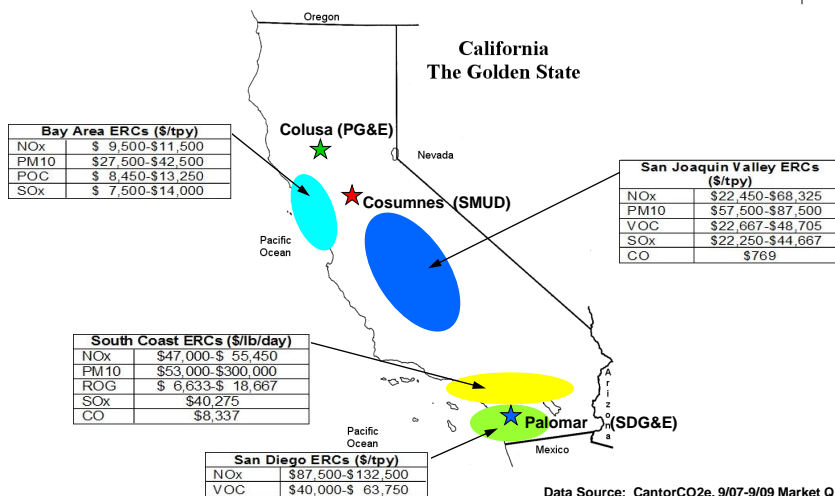 Oregon
California
The Golden State
Colusa (PG&E)
Nevada
Bay Area ERCs ($/tpy)
NOx $ 9,500-$11,500
PM10 $27,500-$42,500
POC $ 8,450-$13,250
SOx $ 7,500-$14,000
Cosumnes (SMUD)
San Joaquin Valley ERCs
($/tpy)
NOx $22,450-$68,325
PM10 $57,500-$87,500
VOC $22,667-$48,705
SOx $22,250-$44,667
CO $769
Pacific
Ocean
South Coast ERCs ($/lb/day)
NOx $47,000-$ 55,450
PM10 $53,000-$300,000
ROG $ 6,633-$ 18,667
SOx $40,275
CO $8,337
Arizona
Palomar (SDG&E)
Pacific
Ocean
Mexico
San Diego ERCs ($/tpy)
NOx $87,500-$132,500
VOC $40,000-$ 63,750
Data Source: CantorCO2e, 9/07-9/09 Market Q